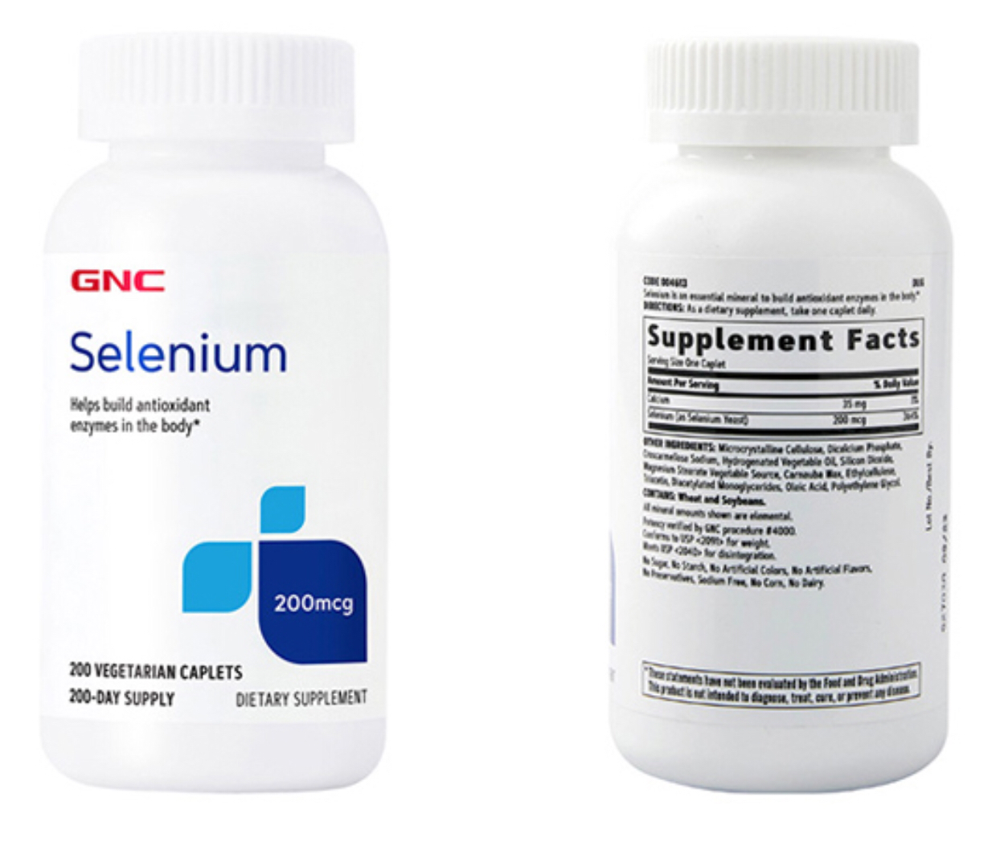 GNC
Selenium
Helps build antioxidant
enzymes in the body*
200mcg
200 VEGETARIAN CAPLETS
200-DAY SUPPLY
DIETARY SUPPLEMENT
CODE 004613
Selenium is an essential mineral to build antioxidant enzymes in the body*
DIRECTIONS: As a dietary supplement, take one caplet daily.
Supplement Facts
Serving Size One Caplet
Amount Per Serving % Daily Value
Calcium 35 mg
Selenium (as Selenium Yeast) 200 mcg 364%
OTHER INGREDIENTS: Microcrystalline Cellulose, Dicalcium Phosphate,
Croscarmellose Sodium, Hydrogenated Vegetable Oil, Silicon Dioxide,
Magnesium Stearate Vegetable Source, Carnauba Wax, Ethylcellulose,
Triacetin, Diacetylated Monoglycerides, Oleic Acid, Polyethylene Glycol.
CONTAINS: Wheat and Soybeans.
All mineral amounts shown are elemental.
Potency verified by GNC procedure #4000.
Conforms to USP <2091> for weight.
Meets USP <2040> for disintegration.
No Sugar, No Starch, No Artificial Colors, No Artificial Flavors,
No Preservatives, Sodium Free, No Corn, No Dairy.
Lot No./Best By:
*These statements have not been evaluated by the Food and Drug Administration.
This product is not intended to diagnose, treat, cure, or prevent any disease.